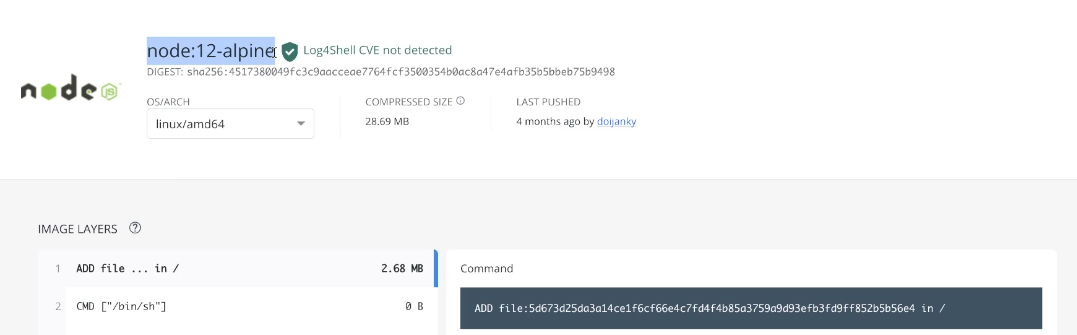 node:12-alpine Log4Shell CVE not detected
DIGEST: sha256:4517380049fc3c9aacceae7764fcf3500354b0ac8a47e4afb35b5bbeb75b9498
node JS
OS/ARCH
linux/amd64
COMPRESSED SIZE
28.69 MB
LAST PUSHED
4 months ago by doijanky
IMAGE LAYERS
1 ADD file ... in / 2.68 MB
2 CMD ["/bin/sh"] 0 B
Command
ADD file:5d673d25da3a14ce1f6cf66e4c7fd4f4b85a3759a9d93efb3fd9ff852b5b56e4 in /